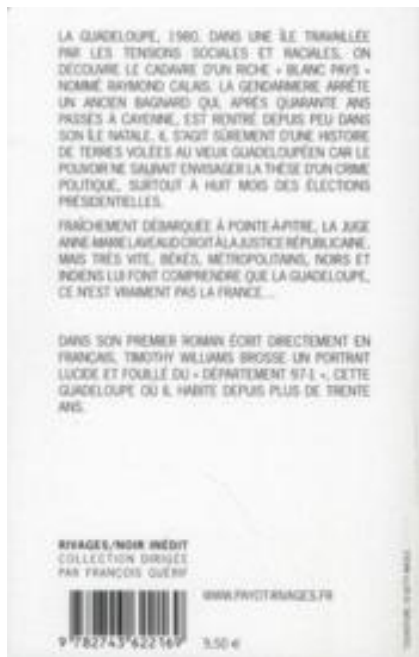 LA GUADELOUPE, 1980. DANS UNE ÎLE TRAVAILLÉE
PAR LES TENSIONS SOCIALES ET RACIALES, ON
DÉCOUVRE LE CADAVRE D'UN RICHE « BLANC PAYS »
NOMMÉ RAYMOND CALAIS. LA GENDARMERIE ARRÊTE
UN ANCIEN BAGNARD QUI, APRÈS QUARANTE ANS
PASSÉS À CAYENNE, EST RENTRÉ DEPUIS PEU DANS
SON ÎLE NATALE. IL S'AGIT SÛREMENT D'UNE HISTOIRE
DE TERRES VOLÉES AU VIEUX GUADELOUPÉEN CAR LE
POUVOIR NE SAURAIT ENVISAGER LA THÈSE D'UN CRIME
POLITIQUE, SURTOUT À HUIT MOIS DES ÉLECTIONS
PRÉSIDENTIELLES.
FRAÎCHEMENT DÉBARQUÉE À POINTE-À-PITRE, LA JUGE
ANNE-MARIE LAVEAUD CROIT À LA JUSTICE RÉPUBLICAINE.
MAIS TRÈS VITE, BÉKÉS, MÉTROPOLITAINS, NOIRS ET
INDIENS LUI FONT COMPRENDRE QUE LA GUADELOUPE,
CE N'EST VRAIMENT PAS LA FRANCE...
DANS SON PREMIER ROMAN ÉCRIT DIRECTEMENT EN
FRANÇAIS, TIMOTHY WILLIAMS BROSSE UN PORTRAIT
LUCIDE ET FOUILLÉ DU « DÉPARTEMENT 97-1 », CETTE
GUADELOUPE OÙ IL HABITE DEPUIS PLUS DE TRENTE
ANS.
RIVAGES/NOIR INÉDIT
COLLECTION DIRIGÉE
PAR FRANÇOIS GUÉRIF
WWW.PAYOT-RIVAGES.FR
9 782743 622169
9,50 €